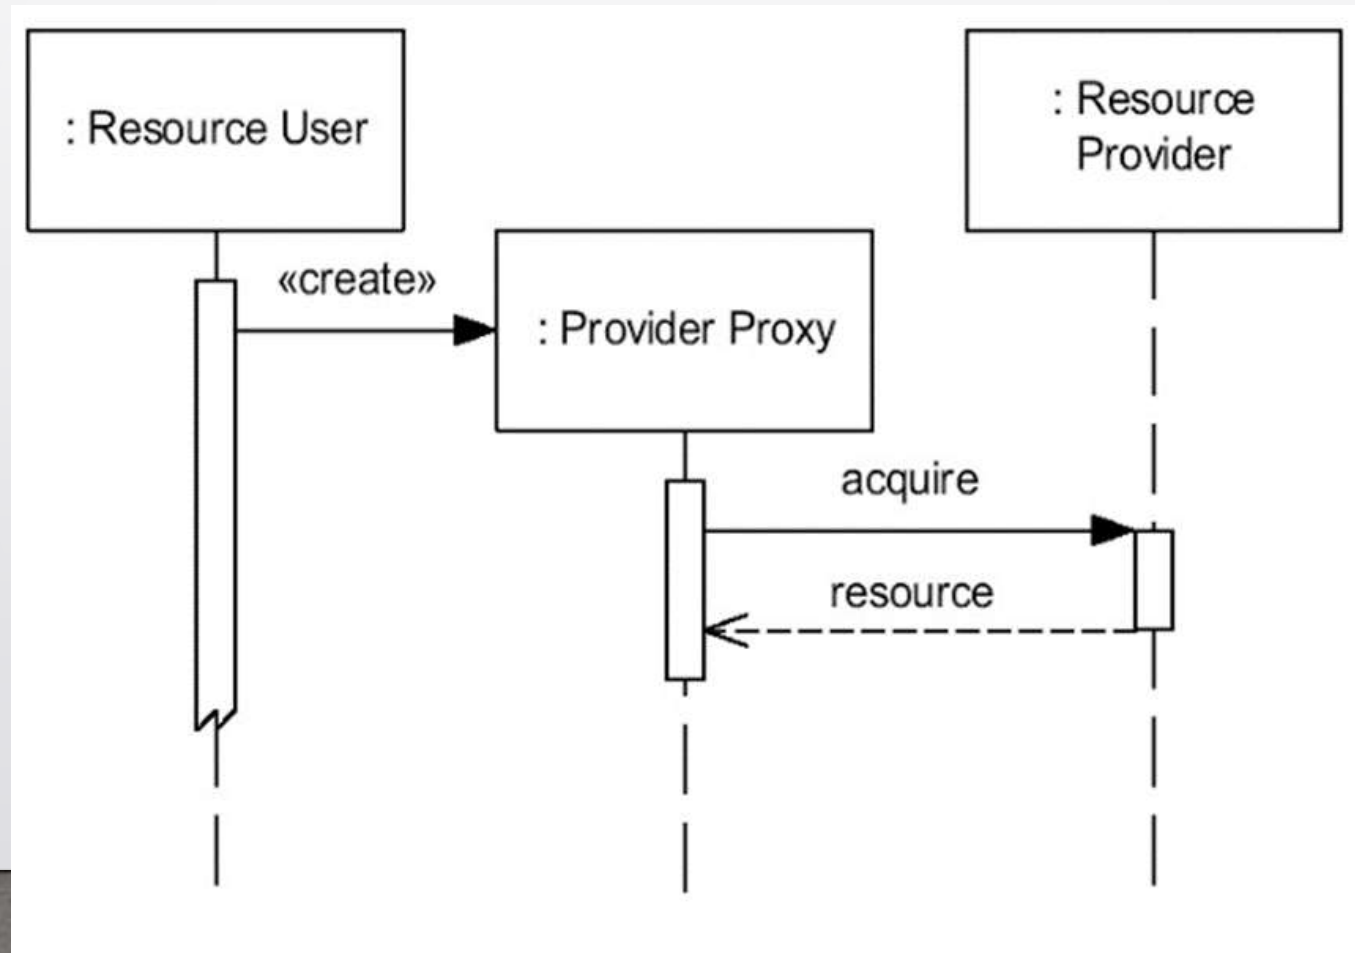 : Resource User
: Resource
Provider
«create»
: Provider Proxy
acquire
resource